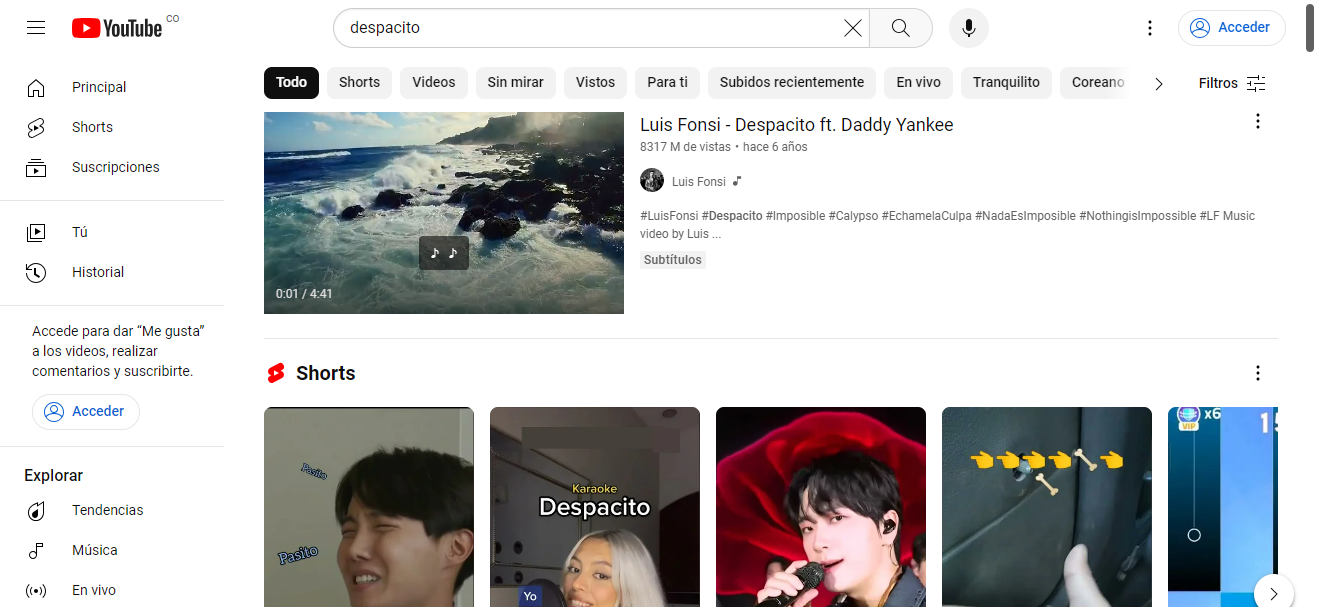 YouTube CO
despacito
Acceder
Principal
Shorts
Suscripciones
Tú
Historial
Accede para dar “Me gusta”
a los videos, realizar
comentarios y suscribirte.
Acceder
Explorar
Tendencias
Música
En vivo
Todo Shorts Videos Sin mirar Vistos Para ti Subidos recientemente En vivo Tranquilito Coreano Filtros
0:01 / 4:41
Luis Fonsi - Despacito ft. Daddy Yankee
8317 M de vistas • hace 6 años
Luis Fonsi
#LuisFonsi #Despacito #Imposible #Calypso #EchamelaCulpa #NadaEsImposible #NothingisImpossible #LF Music
video by Luis ...
Subtítulos
Shorts
Pasito
Pasito
Karaoke
Despacito
Yo
x6
VIP